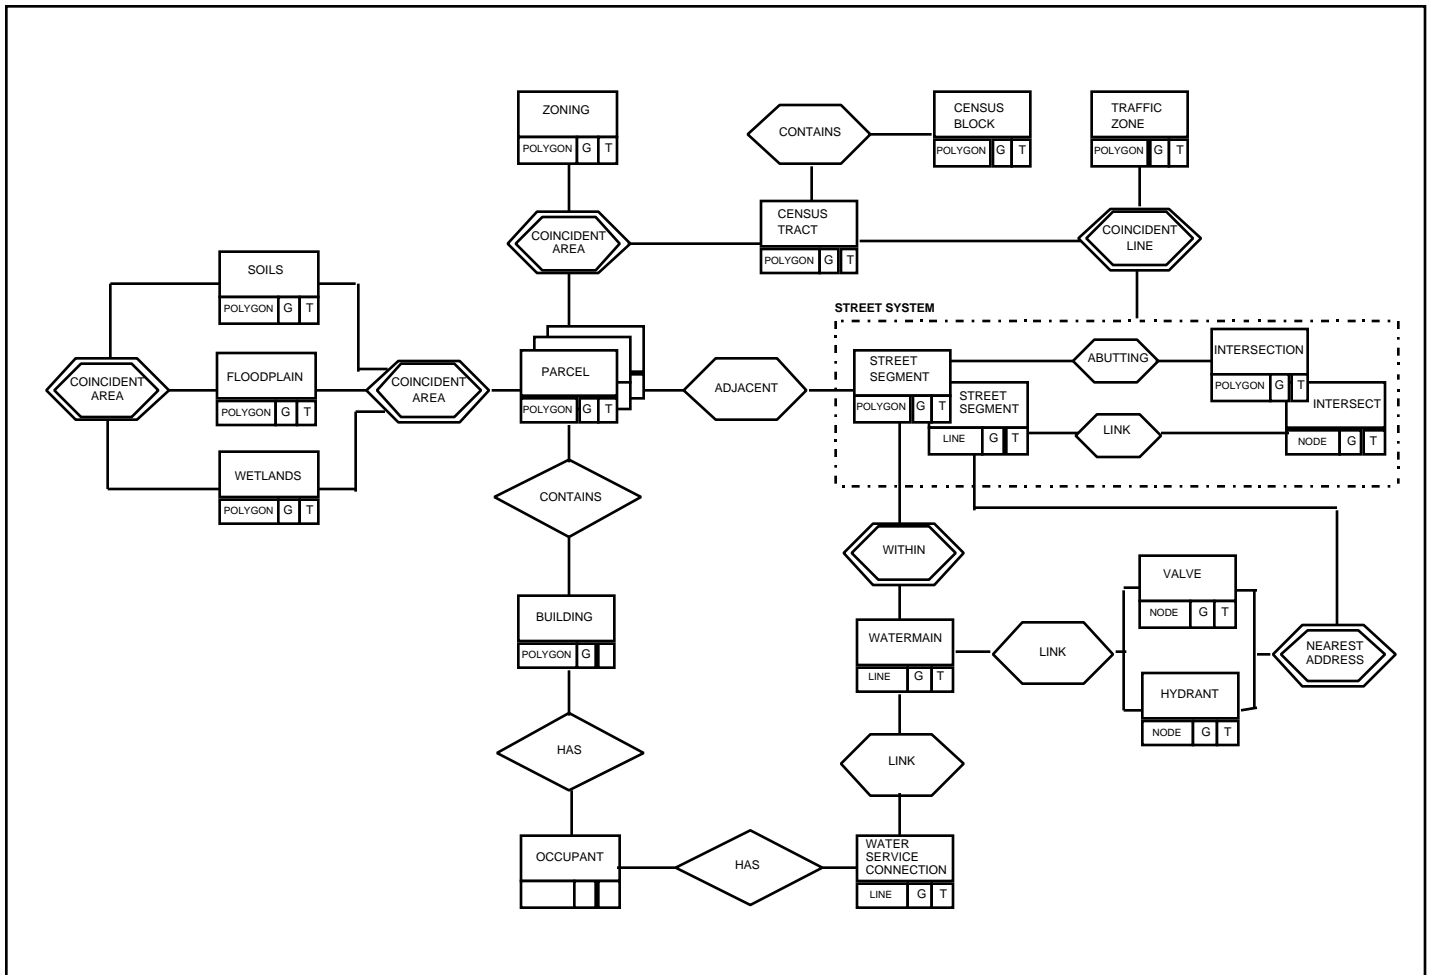 ZONING
POLYGON G T
CONTAINS
CENSUS
BLOCK
POLYGON G T
TRAFFIC
ZONE
POLYGON G T
COINCIDENT
AREA
CENSUS
TRACT
POLYGON G T
COINCIDENT
LINE
SOILS
POLYGON G T
COINCIDENT
AREA
FLOODPLAIN
POLYGON G T
COINCIDENT
AREA
WETLANDS
POLYGON G T
PARCEL
POLYGON G T
ADJACENT
STREET SYSTEM
STREET
SEGMENT
POLYGON G T
STREET
SEGMENT
LINE G T
ABUTTING
LINK
INTERSECTION
POLYGON G T
INTERSECT
NODE G T
CONTAINS
WITHIN
BUILDING
POLYGON G
WATERMAIN
LINE G T
LINK
VALVE
NODE G T
HYDRANT
NODE G T
NEAREST
ADDRESS
HAS
LINK
OCCUPANT
HAS
WATER
SERVICE
CONNECTION
LINE G T